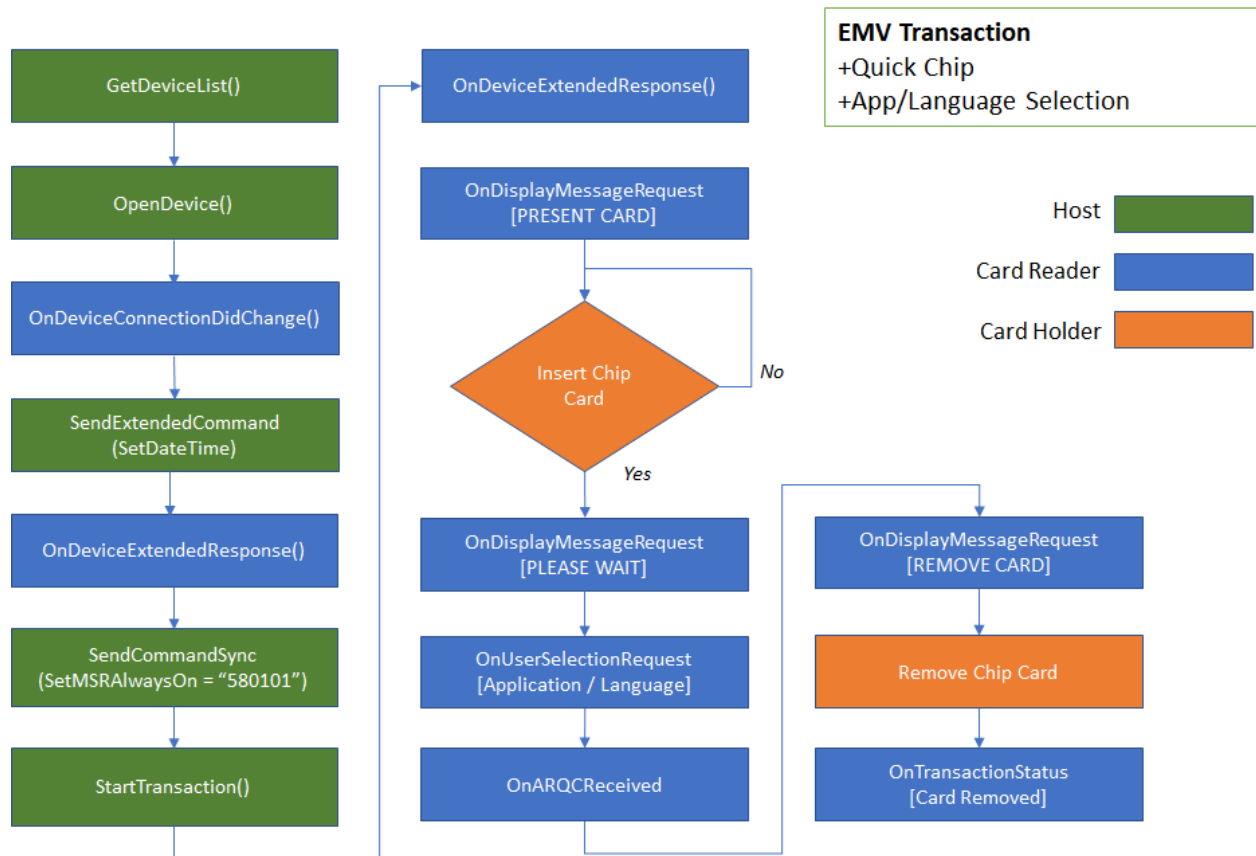 GetDeviceList()
OpenDevice()
OnDeviceConnectionDidChange()
SendExtendedCommand
(SetDateTime)
OnDeviceExtendedResponse()
SendCommandSync
(SetMSRAlwaysOn = “580101”)
StartTransaction()
OnDeviceExtendedResponse()
OnDisplayMessageRequest
[PRESENT CARD]
Insert Chip
Card
No
Yes
OnDisplayMessageRequest
[PLEASE WAIT]
OnUserSelectionRequest
[Application / Language]
OnARQCReceived
OnDisplayMessageRequest
[REMOVE CARD]
Remove Chip Card
OnTransactionStatus
[Card Removed]
EMV Transaction
+Quick Chip
+App/Language Selection
Host
Card Reader
Card Holder